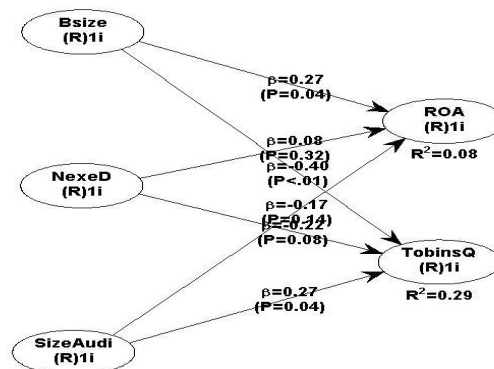 Bsize
(R)1i
β=0.27
(P=0.04)
ROA
(R)1i
R²=0.08
β=0.08
(P=0.32)
β=-0.40
(P<.01)
NexeD
(R)1i
β=-0.17
(P=0.14)
β=-0.22
(P=0.08)
TobinsQ
(R)1i
R²=0.29
β=0.27
(P=0.04)
SizeAudi
(R)1i